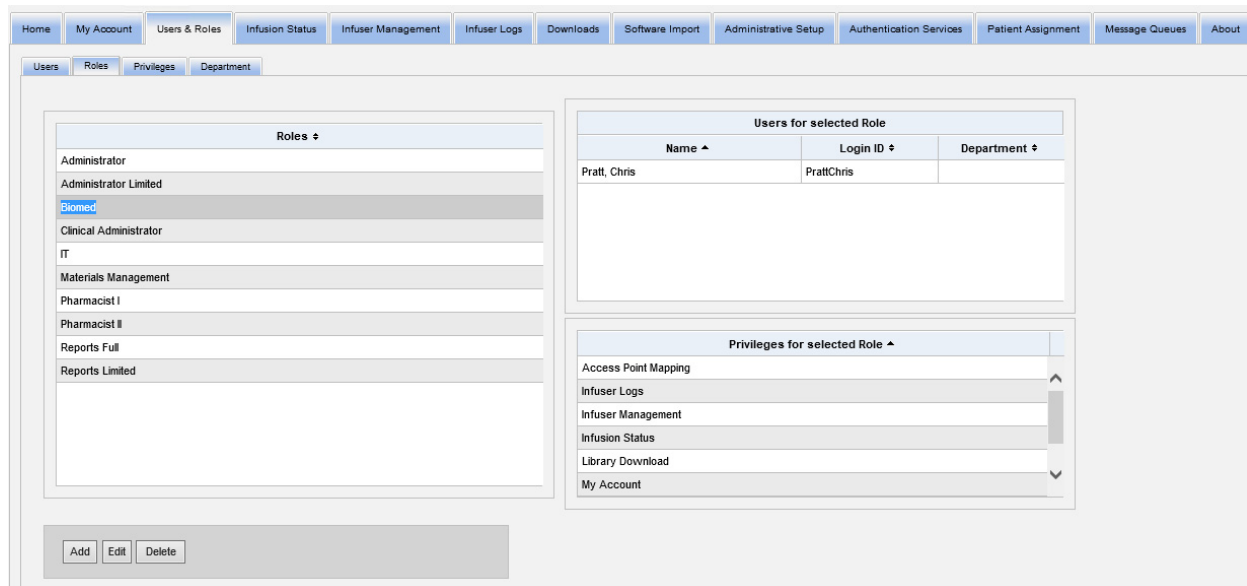 Home My Account Users & Roles Infusion Status Infuser Management Infuser Logs Downloads Software Import Administrative Setup Authentication Services Patient Assignment Message Queues About
Users Roles Privileges Department
Roles
Administrator
Administrator Limited
Biomed
Clinical Administrator
IT
Materials Management
Pharmacist I
Pharmacist II
Reports Full
Reports Limited
Users for selected Role
Name Login ID Department
Pratt, Chris PrattChris
Privileges for selected Role
Access Point Mapping
Infuser Logs
Infuser Management
Infusion Status
Library Download
My Account
Add Edit Delete